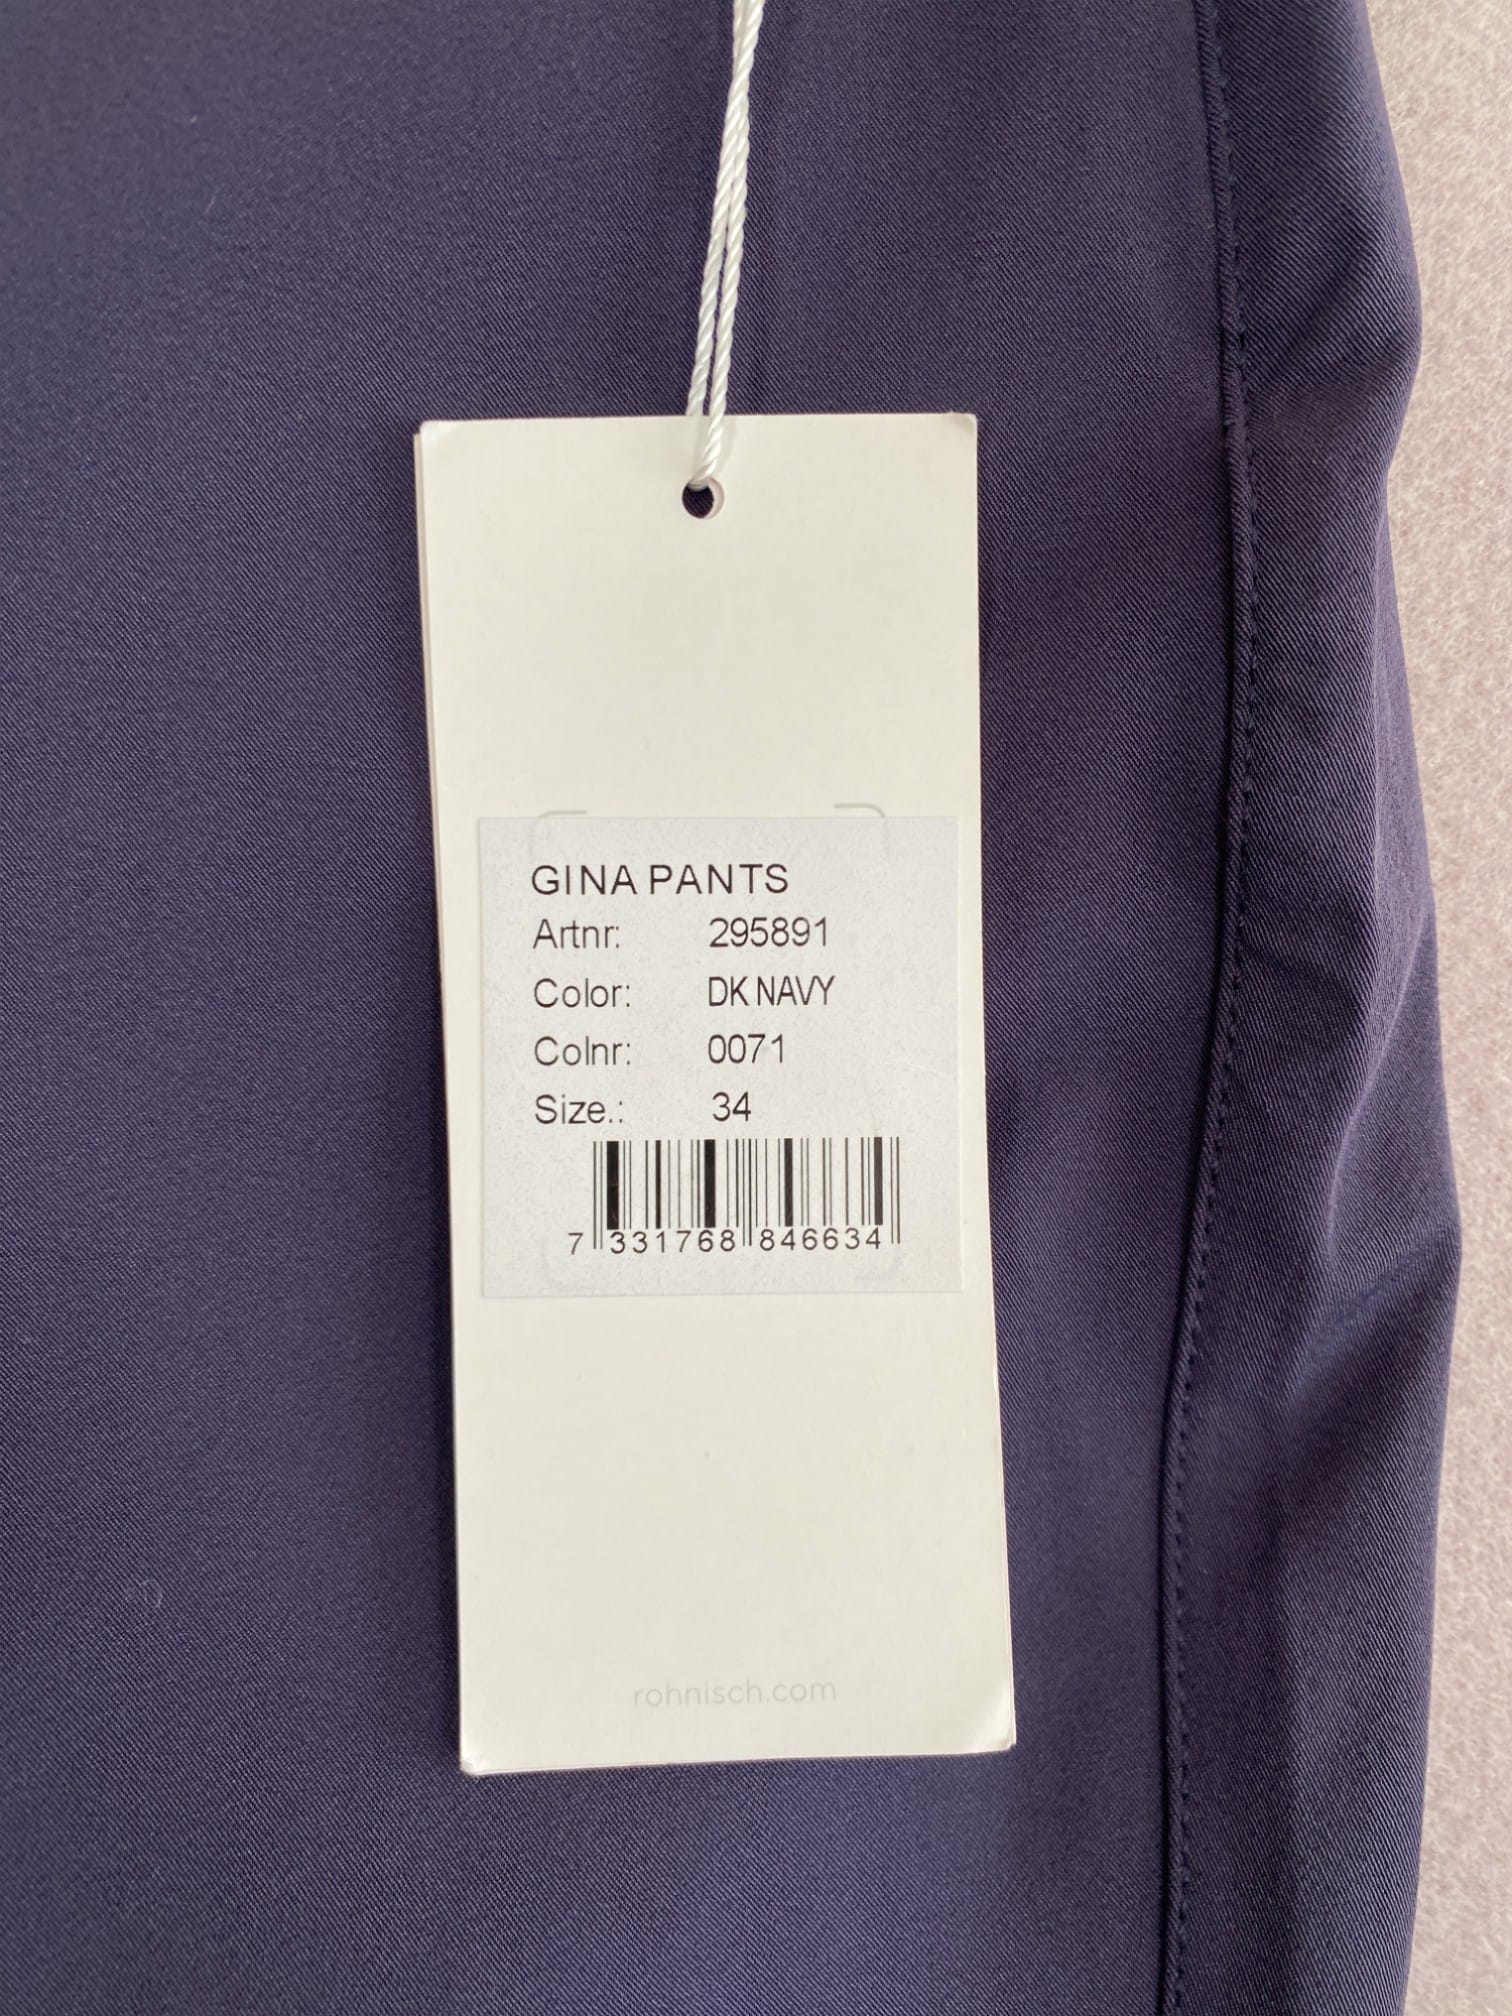 GINA PANTS
Artnr: 295891
Color: DK NAVY
Colnr: 0071
Size.: 34
7 331768 846634
rohnisch.com